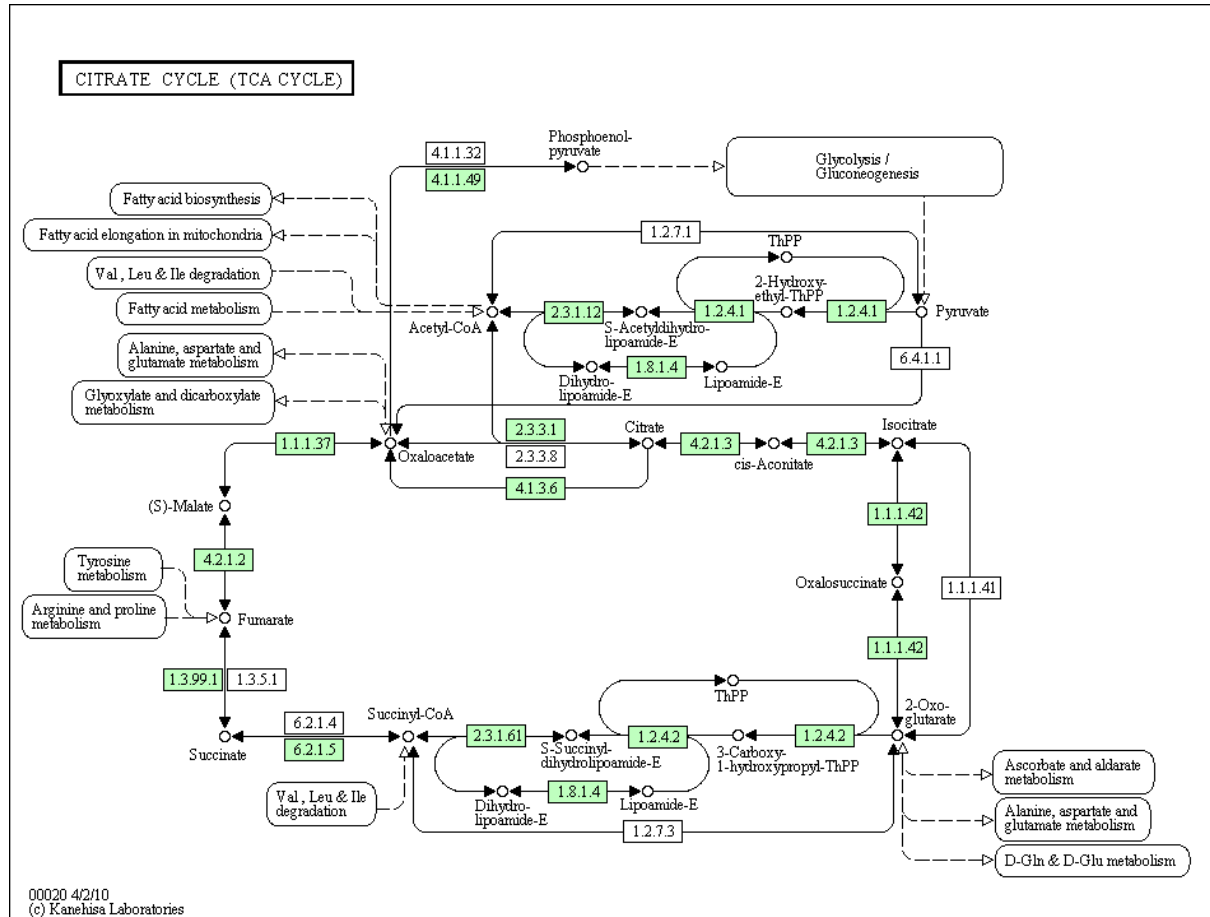 CITRATE CYCLE (TCA CYCLE)
Phosphoenol-
pyruvate
4.1.1.32
4.1.1.49
Glycolysis /
Gluconeogenesis
Fatty acid biosynthesis
Fatty acid elongation in mitochondria
Val , Leu & Ile degradation
Fatty acid metabolism
1.2.7.1
ThPP
2-Hydroxy-
ethyl-ThPP
Acetyl-CoA
2.3.1.12
S-Acetyldihydro-
lipoamide-E
1.2.4.1
1.2.4.1
Pyruvate
Alanine, aspartate and
glutamate metabolism
Dihydro-
lipoamide-E
1.8.1.4
Lipoamide-E
6.4.1.1
Glyoxylate and dicarboxylate
metabolism
1.1.1.37
Oxaloacetate
2.3.3.1
2.3.3.8
4.1.3.6
Citrate
4.2.1.3
cis-Aconitate
4.2.1.3
Isocitrate
(S)-Malate
1.1.1.42
4.2.1.2
Tyrosine
metabolism
Oxalosuccinate
1.1.1.41
Arginine and proline
metabolism
Fumarate
1.1.1.42
1.3.99.1
1.3.5.1
ThPP
2-Oxo-
glutarate
Succinate
6.2.1.4
6.2.1.5
Succinyl-CoA
2.3.1.61
S-Succinyl-
dihydrolipoamide-E
1.2.4.2
3-Carboxy-
1-hydroxypropyl-ThPP
1.2.4.2
Val , Leu & Ile
degradation
Dihydro-
lipoamide-E
1.8.1.4
Lipoamide-E
1.2.7.3
Ascorbate and aldarate
metabolism
Alanine, aspartate and
glutamate metabolism
D-Gln & D-Glu metabolism
00020 4/2/10
(c) Kanehisa Laboratories